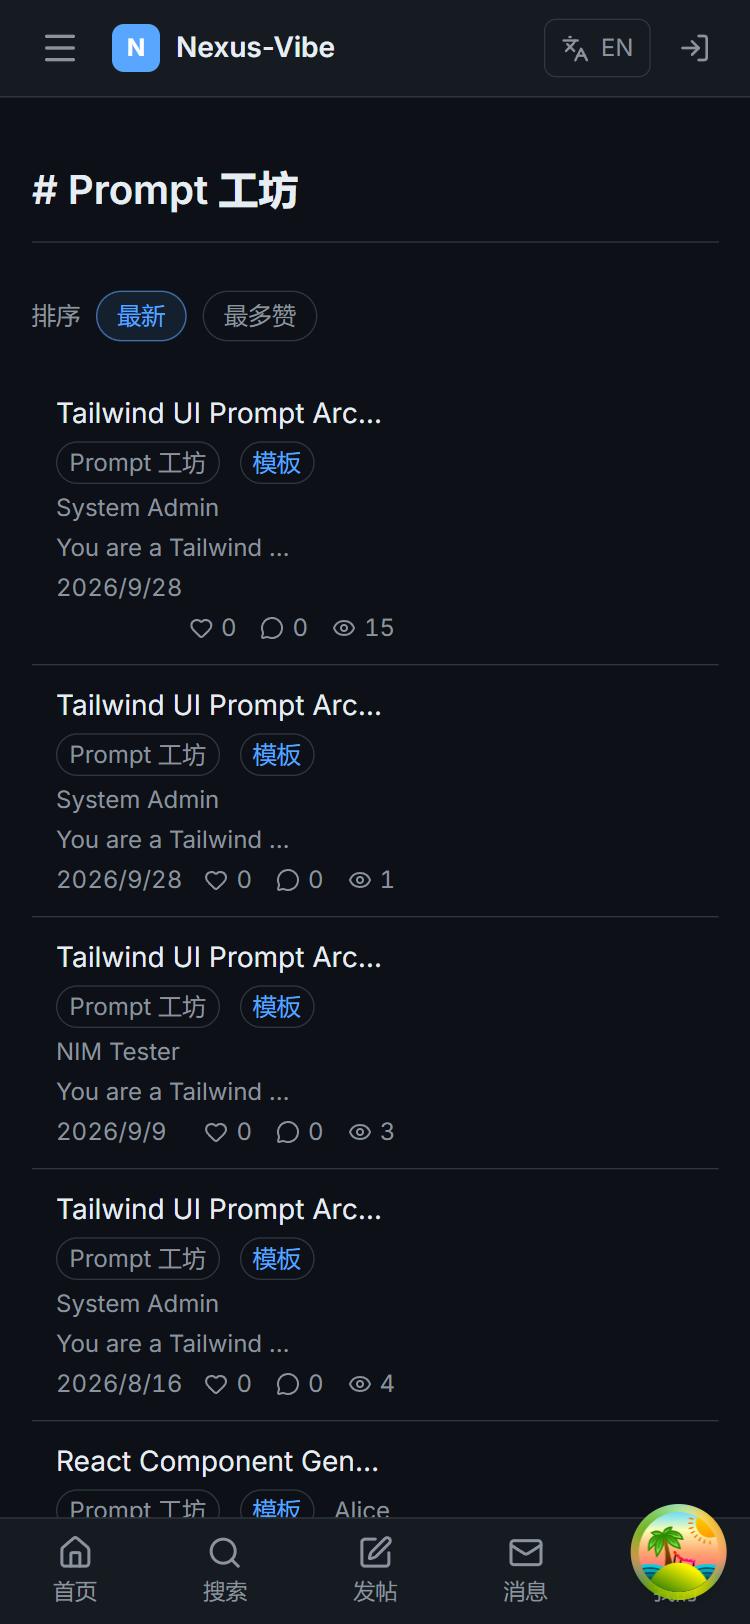 N Nexus-Vibe EN
# Prompt 工坊
排序 最新 最多赞
Tailwind UI Prompt Arc...
Prompt 工坊 模板
System Admin
You are a Tailwind ...
2026/9/28
0 0 15
Tailwind UI Prompt Arc...
Prompt 工坊 模板
System Admin
You are a Tailwind ...
2026/9/28 0 0 1
Tailwind UI Prompt Arc...
Prompt 工坊 模板
NIM Tester
You are a Tailwind ...
2026/9/9 0 0 3
Tailwind UI Prompt Arc...
Prompt 工坊 模板
System Admin
You are a Tailwind ...
2026/8/16 0 0 4
React Component Gen...
Prompt 工坊 模板 Alice
首页 搜索 发帖 消息